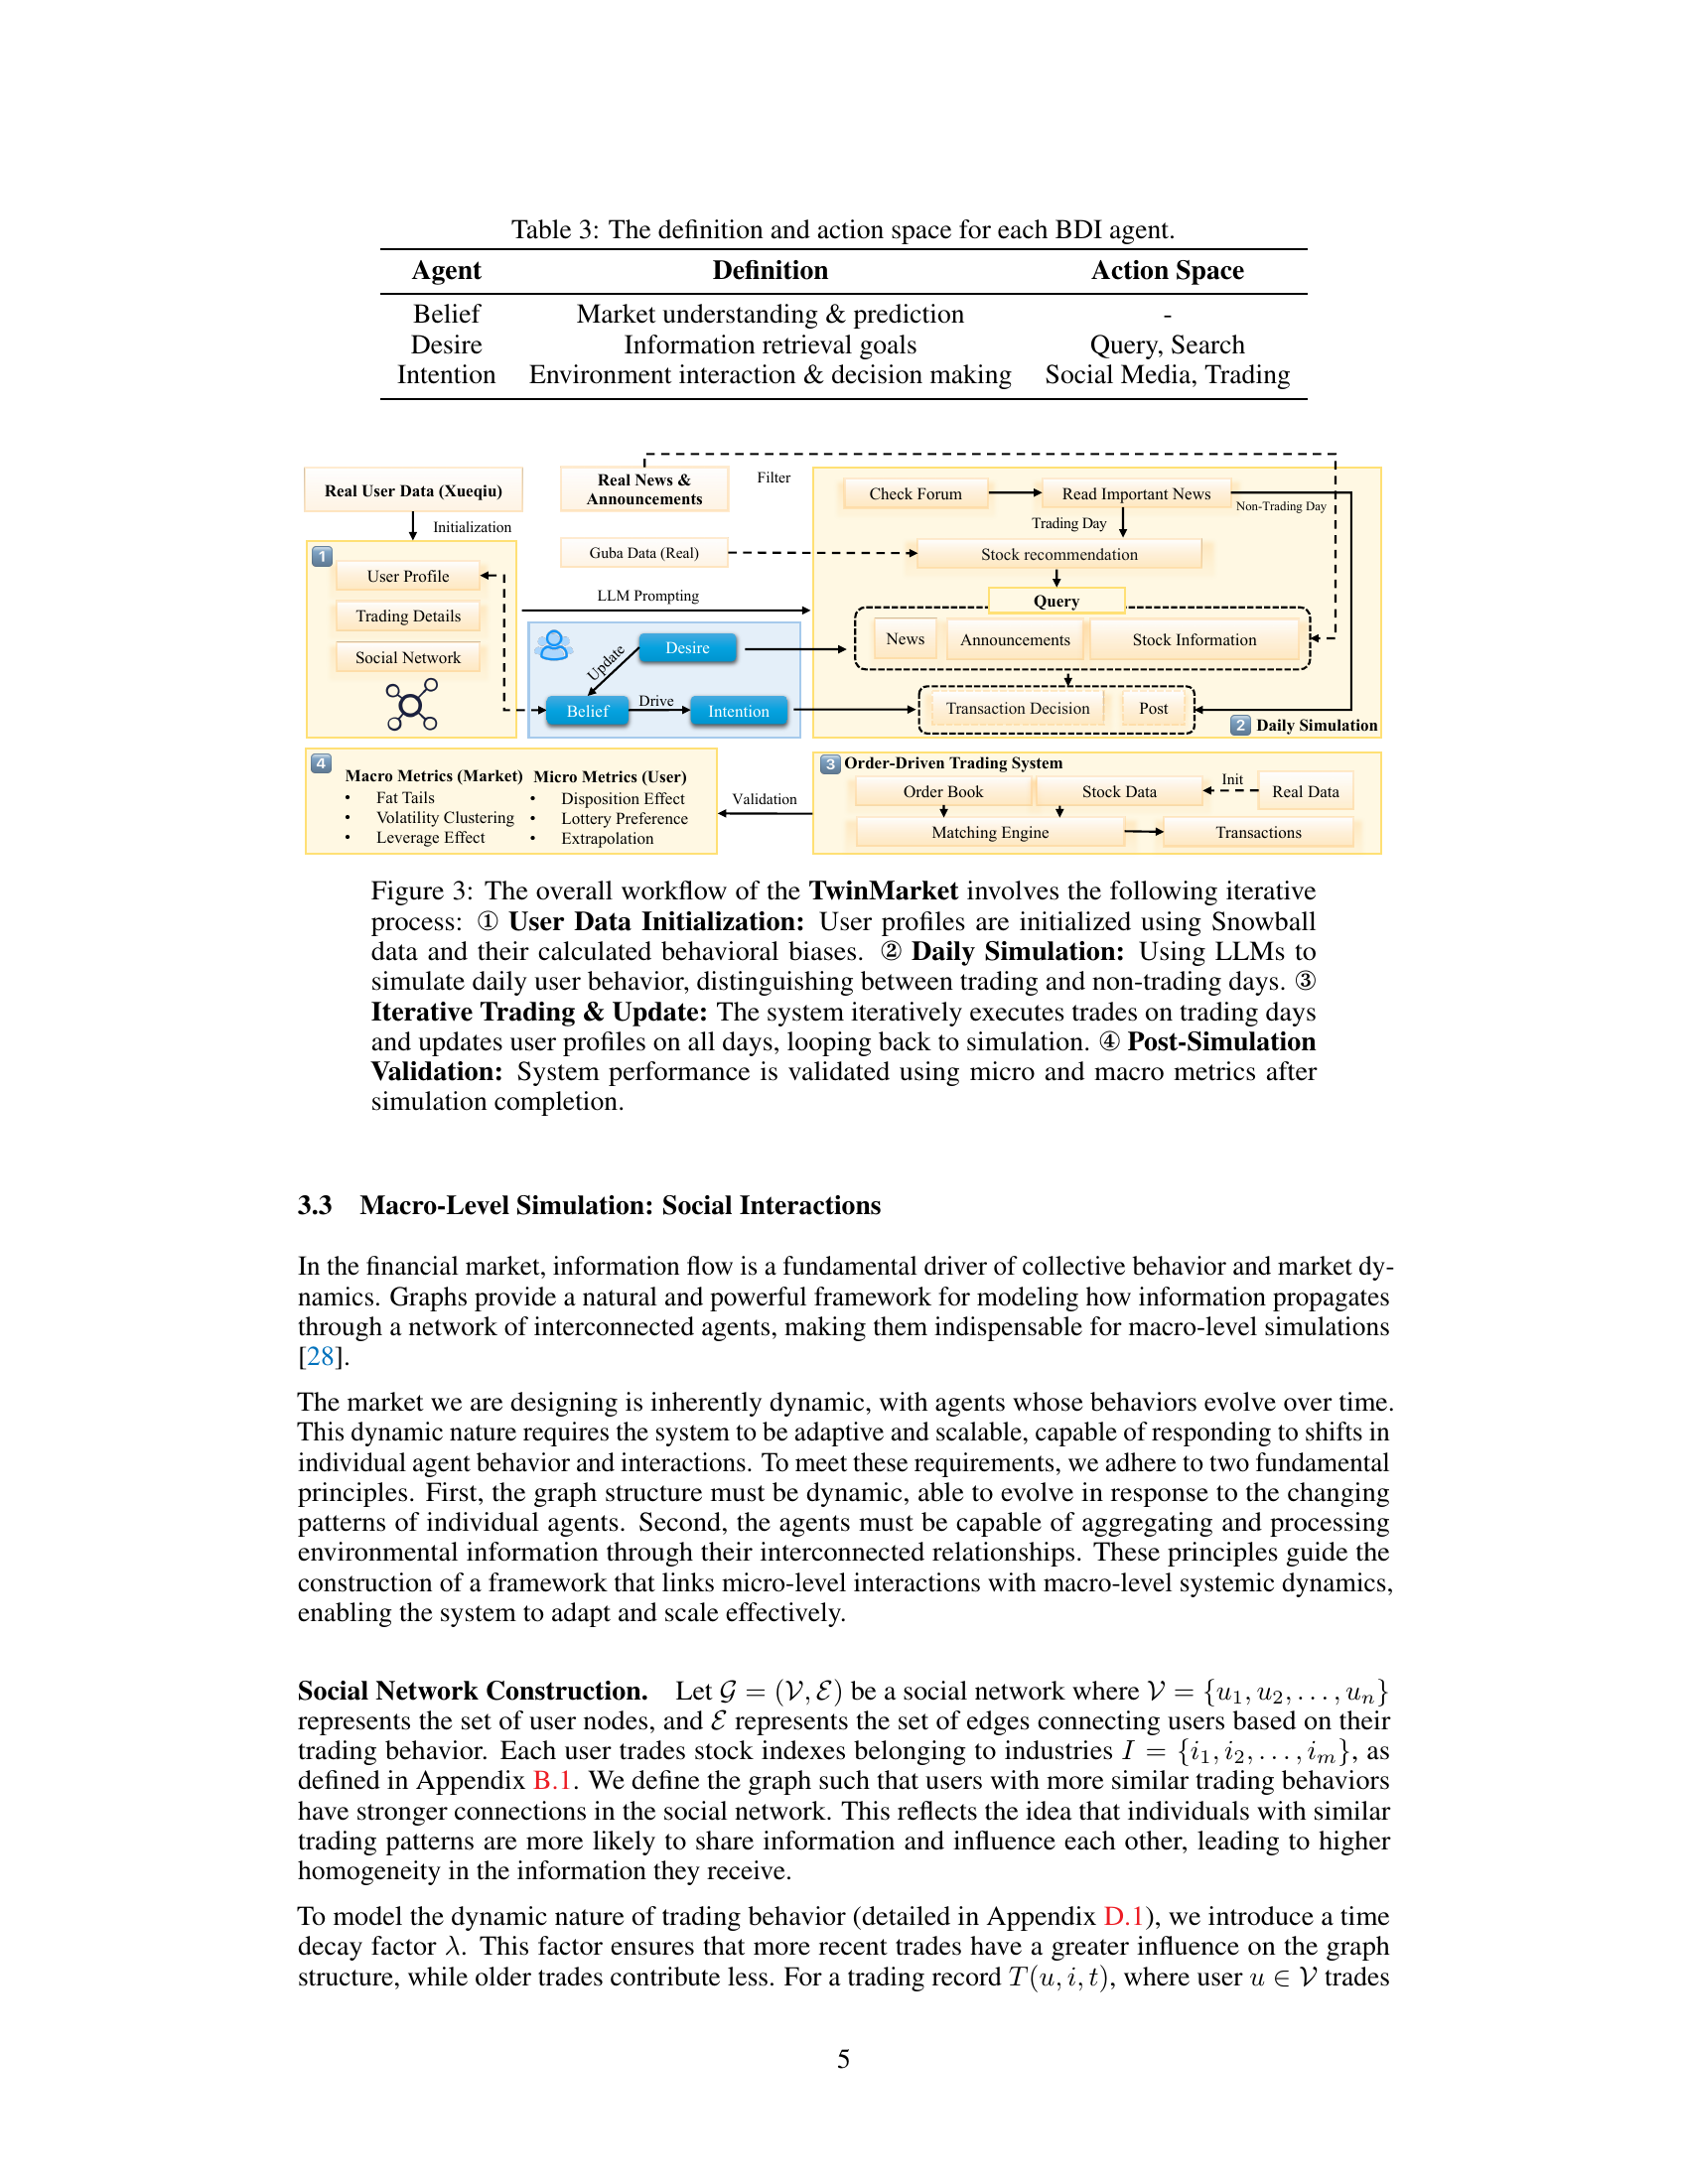 Table 3: The definition and action space for each BDI agent.
Agent Definition Action Space
Belief Market understanding & prediction -
Desire Information retrieval goals Query, Search
Intention Environment interaction & decision making Social Media, Trading
Real User Data (Xueqiu)
Initialization
1
User Profile
Trading Details
Social Network
Real News &
Announcements
Filter
Guba Data (Real)
LLM Prompting
Desire
Update
Belief
Drive
Intention
Check Forum
Read Important News
Non-Trading Day
Trading Day
Stock recommendation
Query
News
Announcements
Stock Information
Transaction Decision
Post
2 Daily Simulation
4
Macro Metrics (Market)
• Fat Tails
• Volatility Clustering
• Leverage Effect
Micro Metrics (User)
• Disposition Effect
• Lottery Preference
• Extrapolation
Validation
3 Order-Driven Trading System
Order Book
Stock Data
Init
Real Data
Matching Engine
Transactions
Figure 3: The overall workflow of the TwinMarket involves the following iterative
process: ① User Data Initialization: User profiles are initialized using Snowball
data and their calculated behavioral biases. ② Daily Simulation: Using LLMs to
simulate daily user behavior, distinguishing between trading and non-trading days. ③
Iterative Trading & Update: The system iteratively executes trades on trading days
and updates user profiles on all days, looping back to simulation. ④ Post-Simulation
Validation: System performance is validated using micro and macro metrics after
simulation completion.
3.3 Macro-Level Simulation: Social Interactions
In the financial market, information flow is a fundamental driver of collective behavior and market dy-
namics. Graphs provide a natural and powerful framework for modeling how information propagates
through a network of interconnected agents, making them indispensable for macro-level simulations
[28].
The market we are designing is inherently dynamic, with agents whose behaviors evolve over time.
This dynamic nature requires the system to be adaptive and scalable, capable of responding to shifts in
individual agent behavior and interactions. To meet these requirements, we adhere to two fundamental
principles. First, the graph structure must be dynamic, able to evolve in response to the changing
patterns of individual agents. Second, the agents must be capable of aggregating and processing
environmental information through their interconnected relationships. These principles guide the
construction of a framework that links micro-level interactions with macro-level systemic dynamics,
enabling the system to adapt and scale effectively.
Social Network Construction. Let 𝒢 = (𝒱, ℰ) be a social network where 𝒱 = {u₁, u₂, . . . , uₙ}
represents the set of user nodes, and ℰ represents the set of edges connecting users based on their
trading behavior. Each user trades stock indexes belonging to industries I = {i₁, i₂, . . . , iₘ}, as
defined in Appendix B.1. We define the graph such that users with more similar trading behaviors
have stronger connections in the social network. This reflects the idea that individuals with similar
trading patterns are more likely to share information and influence each other, leading to higher
homogeneity in the information they receive.
To model the dynamic nature of trading behavior (detailed in Appendix D.1), we introduce a time
decay factor λ. This factor ensures that more recent trades have a greater influence on the graph
structure, while older trades contribute less. For a trading record T(u, i, t), where user u ∈ 𝒱 trades
5